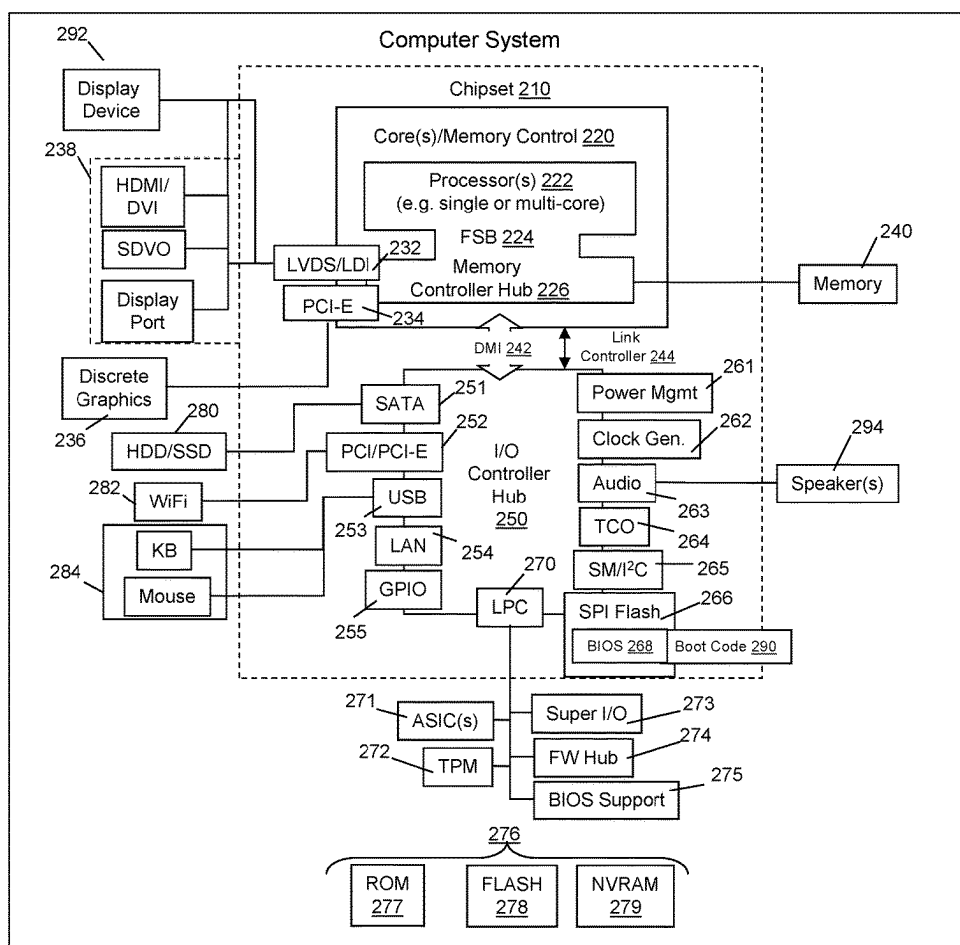 Computer System
292
Display
Device
Chipset 210
Core(s)/Memory Control 220
238
HDMI/
DVI
Processor(s) 222
(e.g. single or multi-core)
SDVO
FSB 224
232
240
LVDS/LDI
Memory
Controller Hub 226
Memory
Display
Port
PCI-E
234
DMI 242
Link
Controller 244
261
Discrete
Graphics
236
251
SATA
Power Mgmt
280
252
Clock Gen.
262
294
HDD/SSD
PCI/PCI-E
I/O
Controller
Hub
250
Audio
263
Speaker(s)
282
WiFi
USB
253
TCO
264
KB
LAN
254
284
Mouse
270
SM/I²C
265
GPIO
255
LPC
SPI Flash
266
BIOS 268
Boot Code 290
271
ASIC(s)
Super I/O
273
272
TPM
FW Hub
274
BIOS Support
275
276
ROM
277
FLASH
278
NVRAM
279